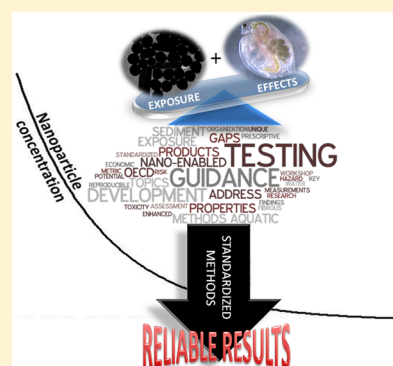 +
EXPOSURE EFFECTS
SEDIMENT ORGANIZATION UNIQUE
EXPOSURE GAPS PRESCRIPTIVE
STANDARDIZED PRODUCTS TESTING
ECONOMIC NANO-ENABLED
METRIC OECD RISK GUIDANCE WORKSHOP
POTENTIAL HAZARD KEY
REPRODUCIBLE TOPICS WATER
DEVELOPMENT ADDRESS MEASUREMENTS
RESEARCH
TOXICITY ASSESSMENT PROPERTIES FINDINGS
FIBROUS
ENHANCED METHODS AQUATIC
Nanoparticle
concentration
STANDARDIZED
METHODS
RELIABLE RESULTS